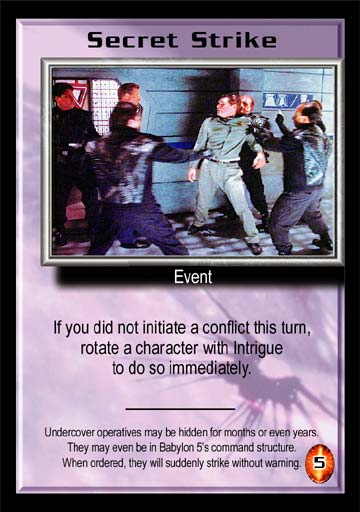 Secret Strike
Event
If you did not initiate a conflict this turn,
rotate a character with Intrigue
to do so immediately.
Undercover operatives may be hidden for months or even years.
They may even be in Babylon 5's command structure.
When ordered, they will suddenly strike without warning.
5